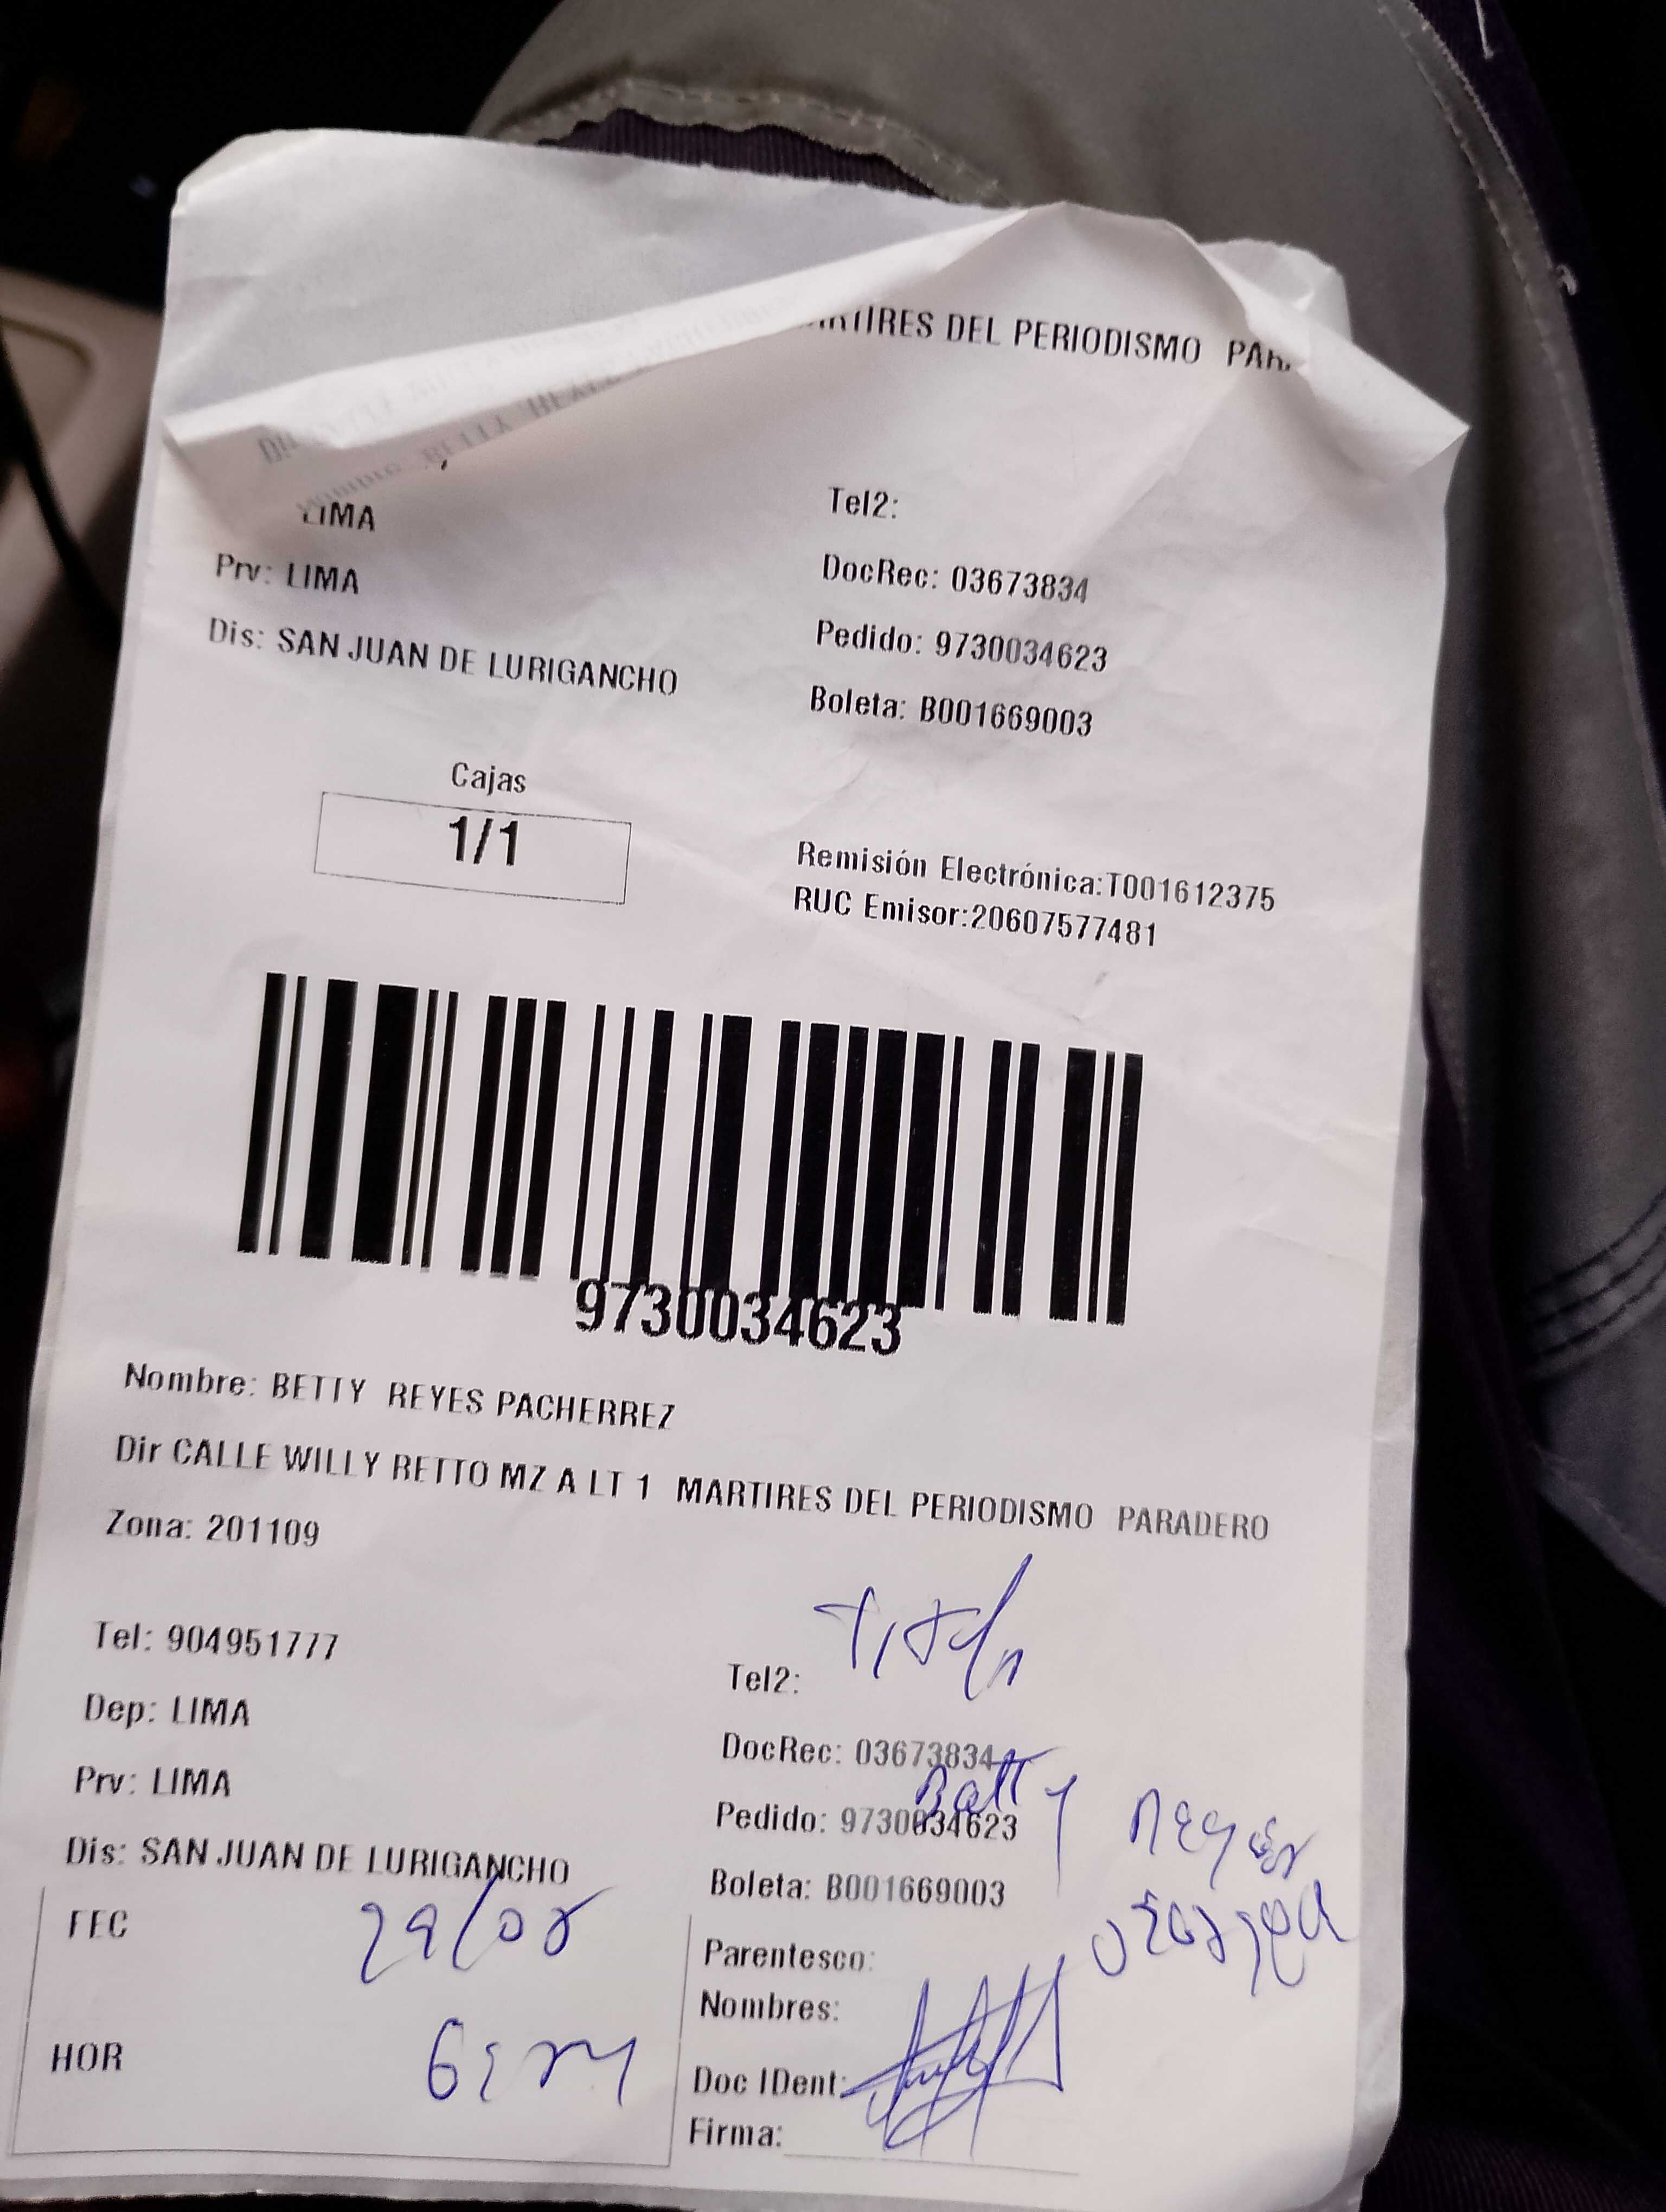 MARTIRES DEL PERIODISMO
LIMA
Tel2:
Prv: LIMA
DocRec: 03673834
Dis: SAN JUAN DE LURIGANCHO
Pedido: 9730034623
Boleta: B001669003
Cajas
1/1
Remisión Electrónica:T001612375
RUC Emisor:20607577481
9730034623
Nombre: BETTY REYES PACHERREZ
Dir CALLE WILLY RETTO MZ A LT 1 MARTIRES DEL PERIODISMO PARADERO
Zona: 201109
Tel: 904951777
Tel2:
Dep: LIMA
DocRec: 03673834
Prv: LIMA
Betty Reyes
Pedido: 9730034623
Dis: SAN JUAN DE LURIGANCHO
Boleta: B001669003
FEC 29/08
Parentesco:
Nombres:
HOR
Doc IDent:
Firma: